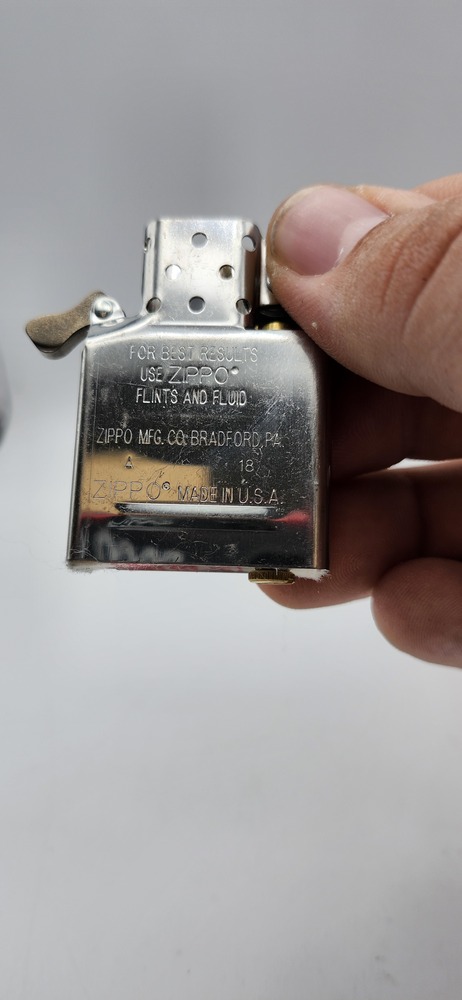 FOR BEST RESULTS
USE ZIPPO®
FLINTS AND FLUID
ZIPPO MFG. CO. BRADFORD, PA.
A 18
ZIPPO® MADE IN U.S.A.